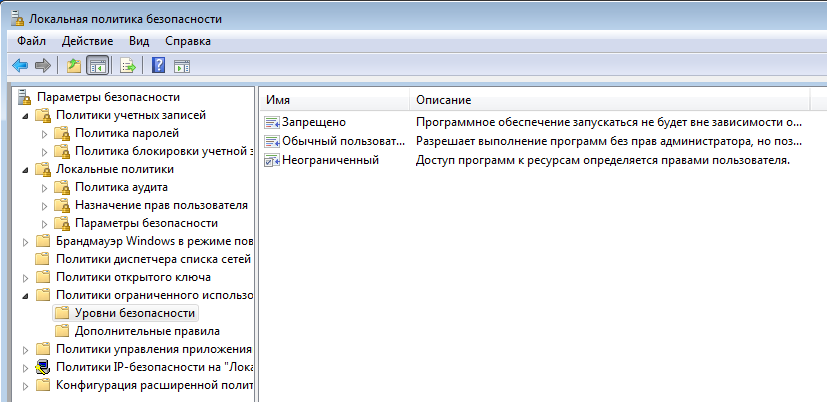 Локальная политика безопасности
Файл Действие Вид Справка
Параметры безопасности
Политики учетных записей
Политика паролей
Политика блокировки учетной з
Локальные политики
Политика аудита
Назначение прав пользователя
Параметры безопасности
Брандмауэр Windows в режиме пов
Политики диспетчера списка сетей
Политики открытого ключа
Политики ограниченного использо
Уровни безопасности
Дополнительные правила
Политики управления приложения
Политики IP-безопасности на "Лока
Конфигурация расширенной полит
Имя Описание
Запрещено Программное обеспечение запускаться не будет вне зависимости о...
Обычный пользоват... Разрешает выполнение программ без прав администратора, но поз...
Неограниченный Доступ программ к ресурсам определяется правами пользователя.